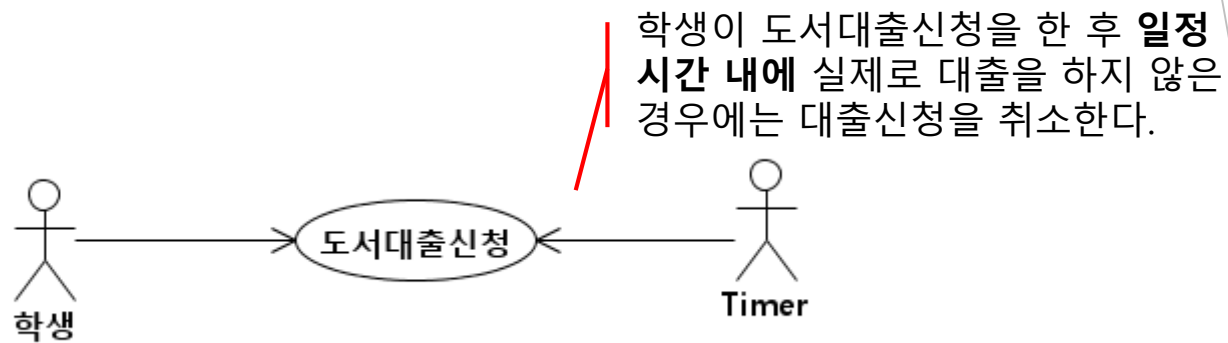 학생이 도서대출신청을 한 후 일정
시간 내에 실제로 대출을 하지 않은
경우에는 대출신청을 취소한다.
도서대출신청
Timer
학생